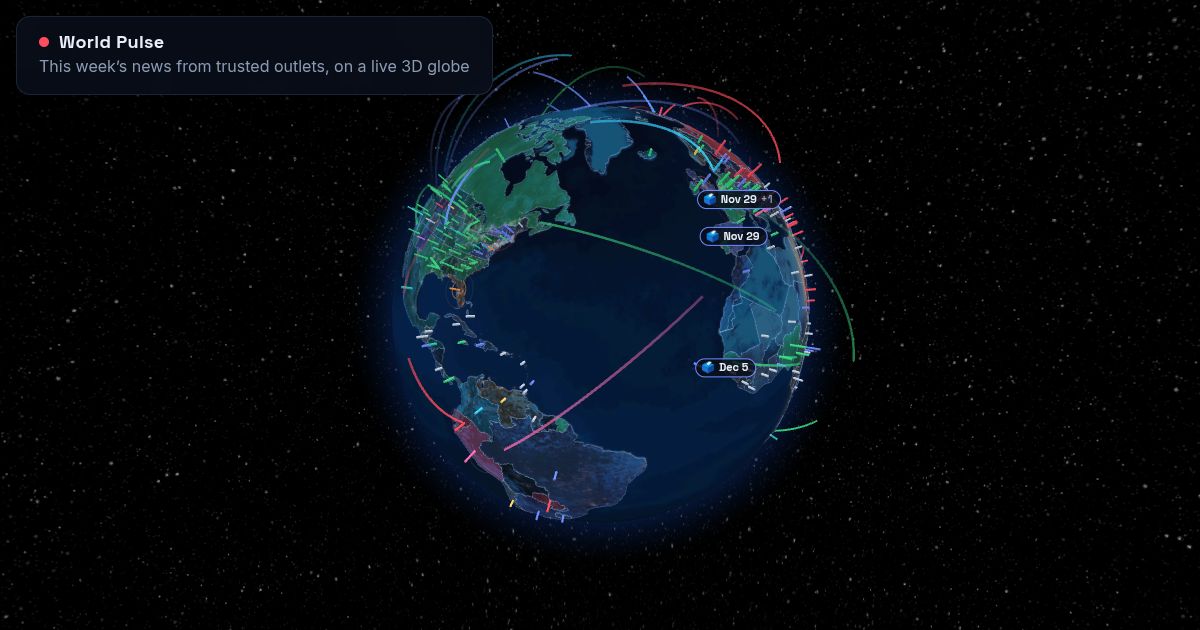 World Pulse
This week's news from trusted outlets, on a live 3D globe
Nov 29 +1
Nov 29
Dec 5